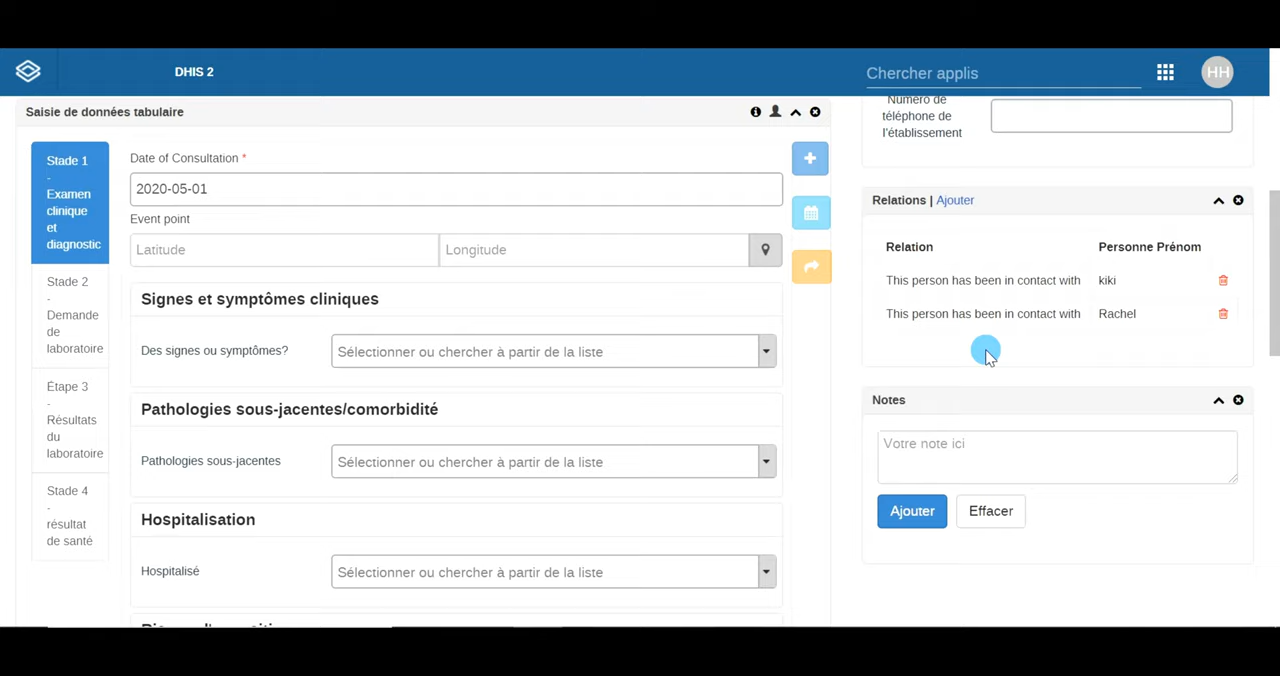 DHIS 2
Chercher applis
HH
Saisie de données tabulaire
Stade 1
-
Examen
clinique
et
diagnostic
Stade 2
-
Demande
de
laboratoire
Étape 3
-
Résultats
du
laboratoire
Stade 4
-
résultat
de santé
Date of Consultation *
2020-05-01
Event point
Latitude
Longitude
Signes et symptômes cliniques
Des signes ou symptômes?
Sélectionner ou chercher à partir de la liste
Pathologies sous-jacentes/comorbidité
Pathologies sous-jacentes
Sélectionner ou chercher à partir de la liste
Hospitalisation
Hospitalisé
Sélectionner ou chercher à partir de la liste
Numéro de
téléphone de
l'établissement
Relations | Ajouter
Relation Personne Prénom
This person has been in contact with kiki
This person has been in contact with Rachel
Notes
Votre note ici
Ajouter Effacer